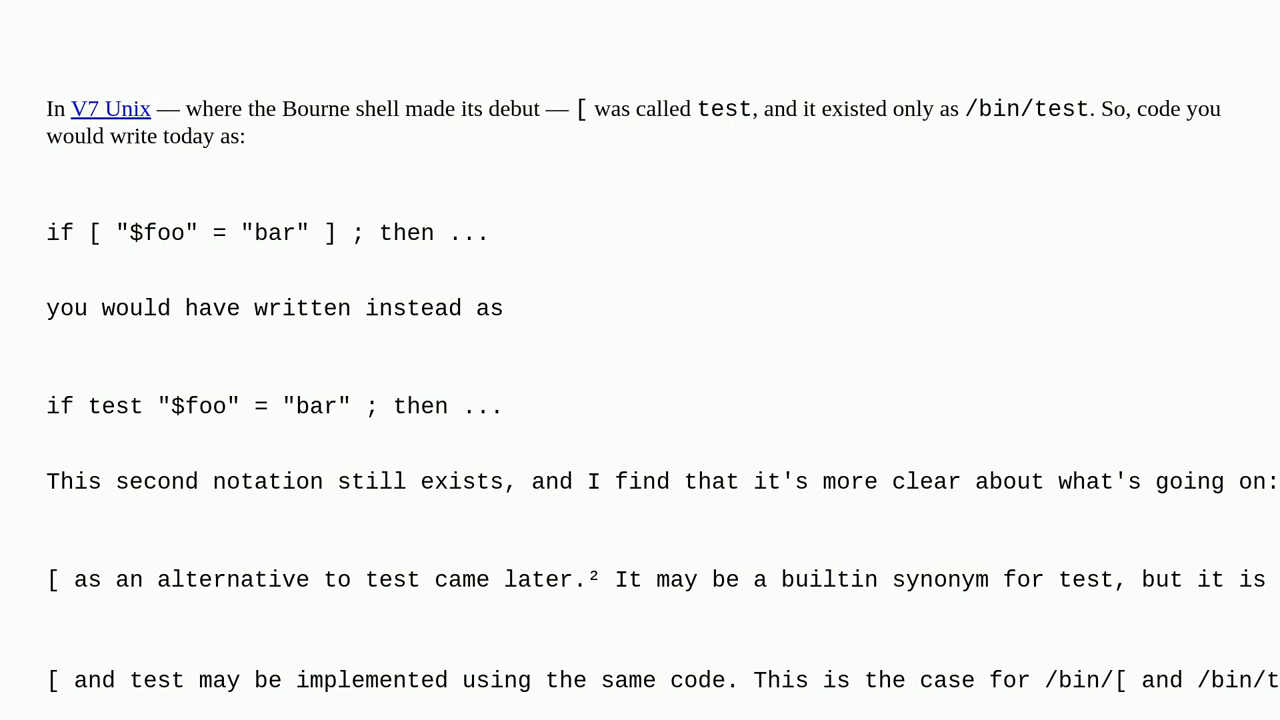 In V7 Unix — where the Bourne shell made its debut — [ was called test, and it existed only as /bin/test. So, code you
would write today as:
if [ "$foo" = "bar" ] ; then ...
you would have written instead as
if test "$foo" = "bar" ; then ...
This second notation still exists, and I find that it's more clear about what's going on:
[ as an alternative to test came later.² It may be a builtin synonym for test, but it is
[ and test may be implemented using the same code. This is the case for /bin/[ and /bin/t